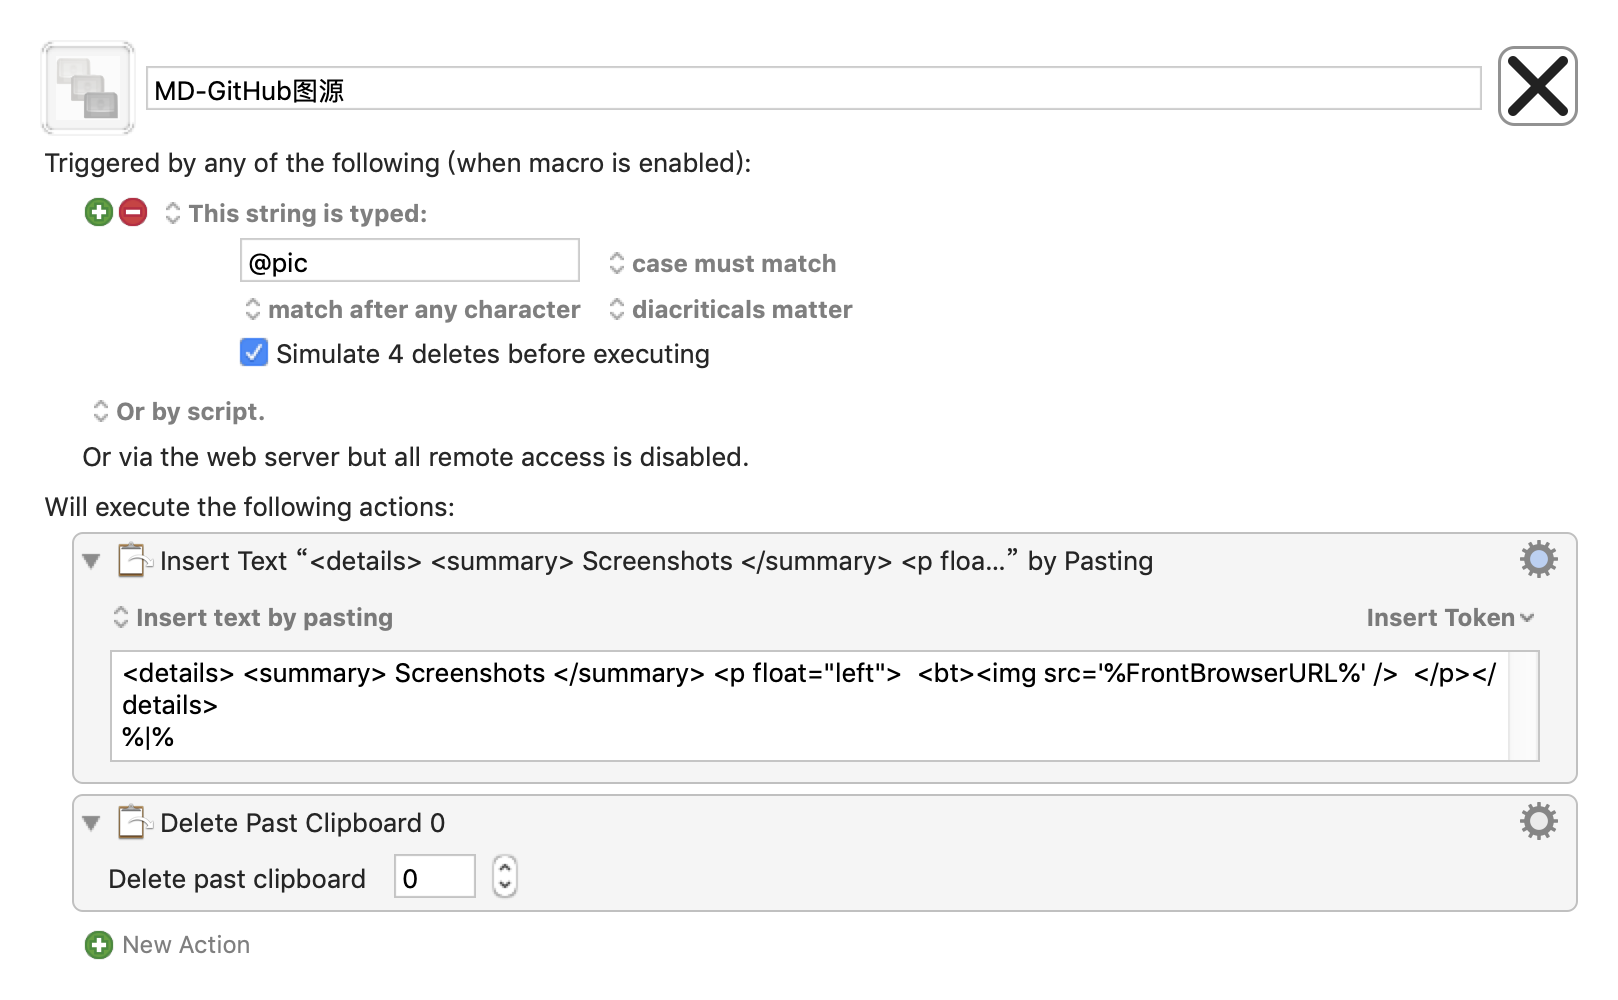 MD-GitHub图源
Triggered by any of the following (when macro is enabled):
This string is typed:
@pic
case must match
match after any character
diacriticals matter
Simulate 4 deletes before executing
Or by script.
Or via the web server but all remote access is disabled.
Will execute the following actions:
Insert Text “<details> <summary> Screenshots </summary> <p floa…” by Pasting
Insert text by pasting
Insert Token
<details> <summary> Screenshots </summary> <p float="left">  <bt><img src='%FrontBrowserURL%' />  </p></
details>
%|%
Delete Past Clipboard 0
Delete past clipboard
0
New Action